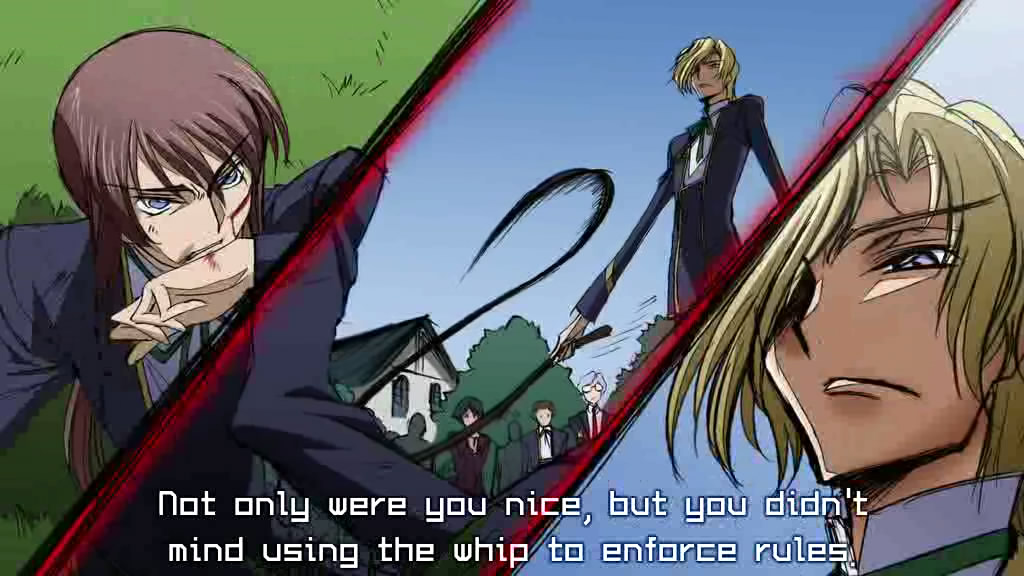 Not only were you nice, but you didn't
mind using the whip to enforce rules